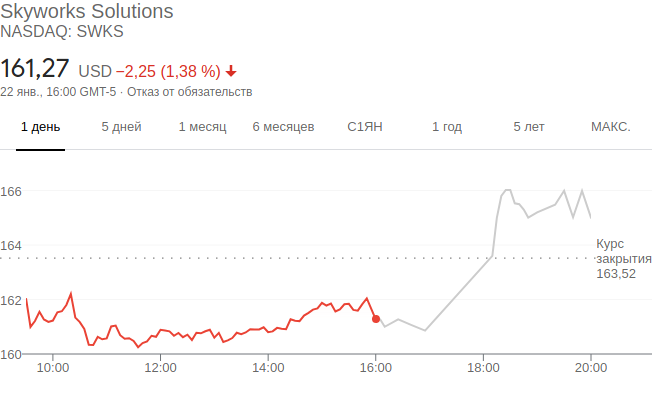 Skyworks Solutions
NASDAQ: SWKS
161,27 USD −2,25 (1,38 %)
22 янв., 16:00 GMT-5 · Отказ от обязательств
1 день 5 дней 1 месяц 6 месяцев С1ЯН 1 год 5 лет МАКС.
166
164
Курс
закрытия
163,52
162
160
10:00 12:00 14:00 16:00 18:00 20:00